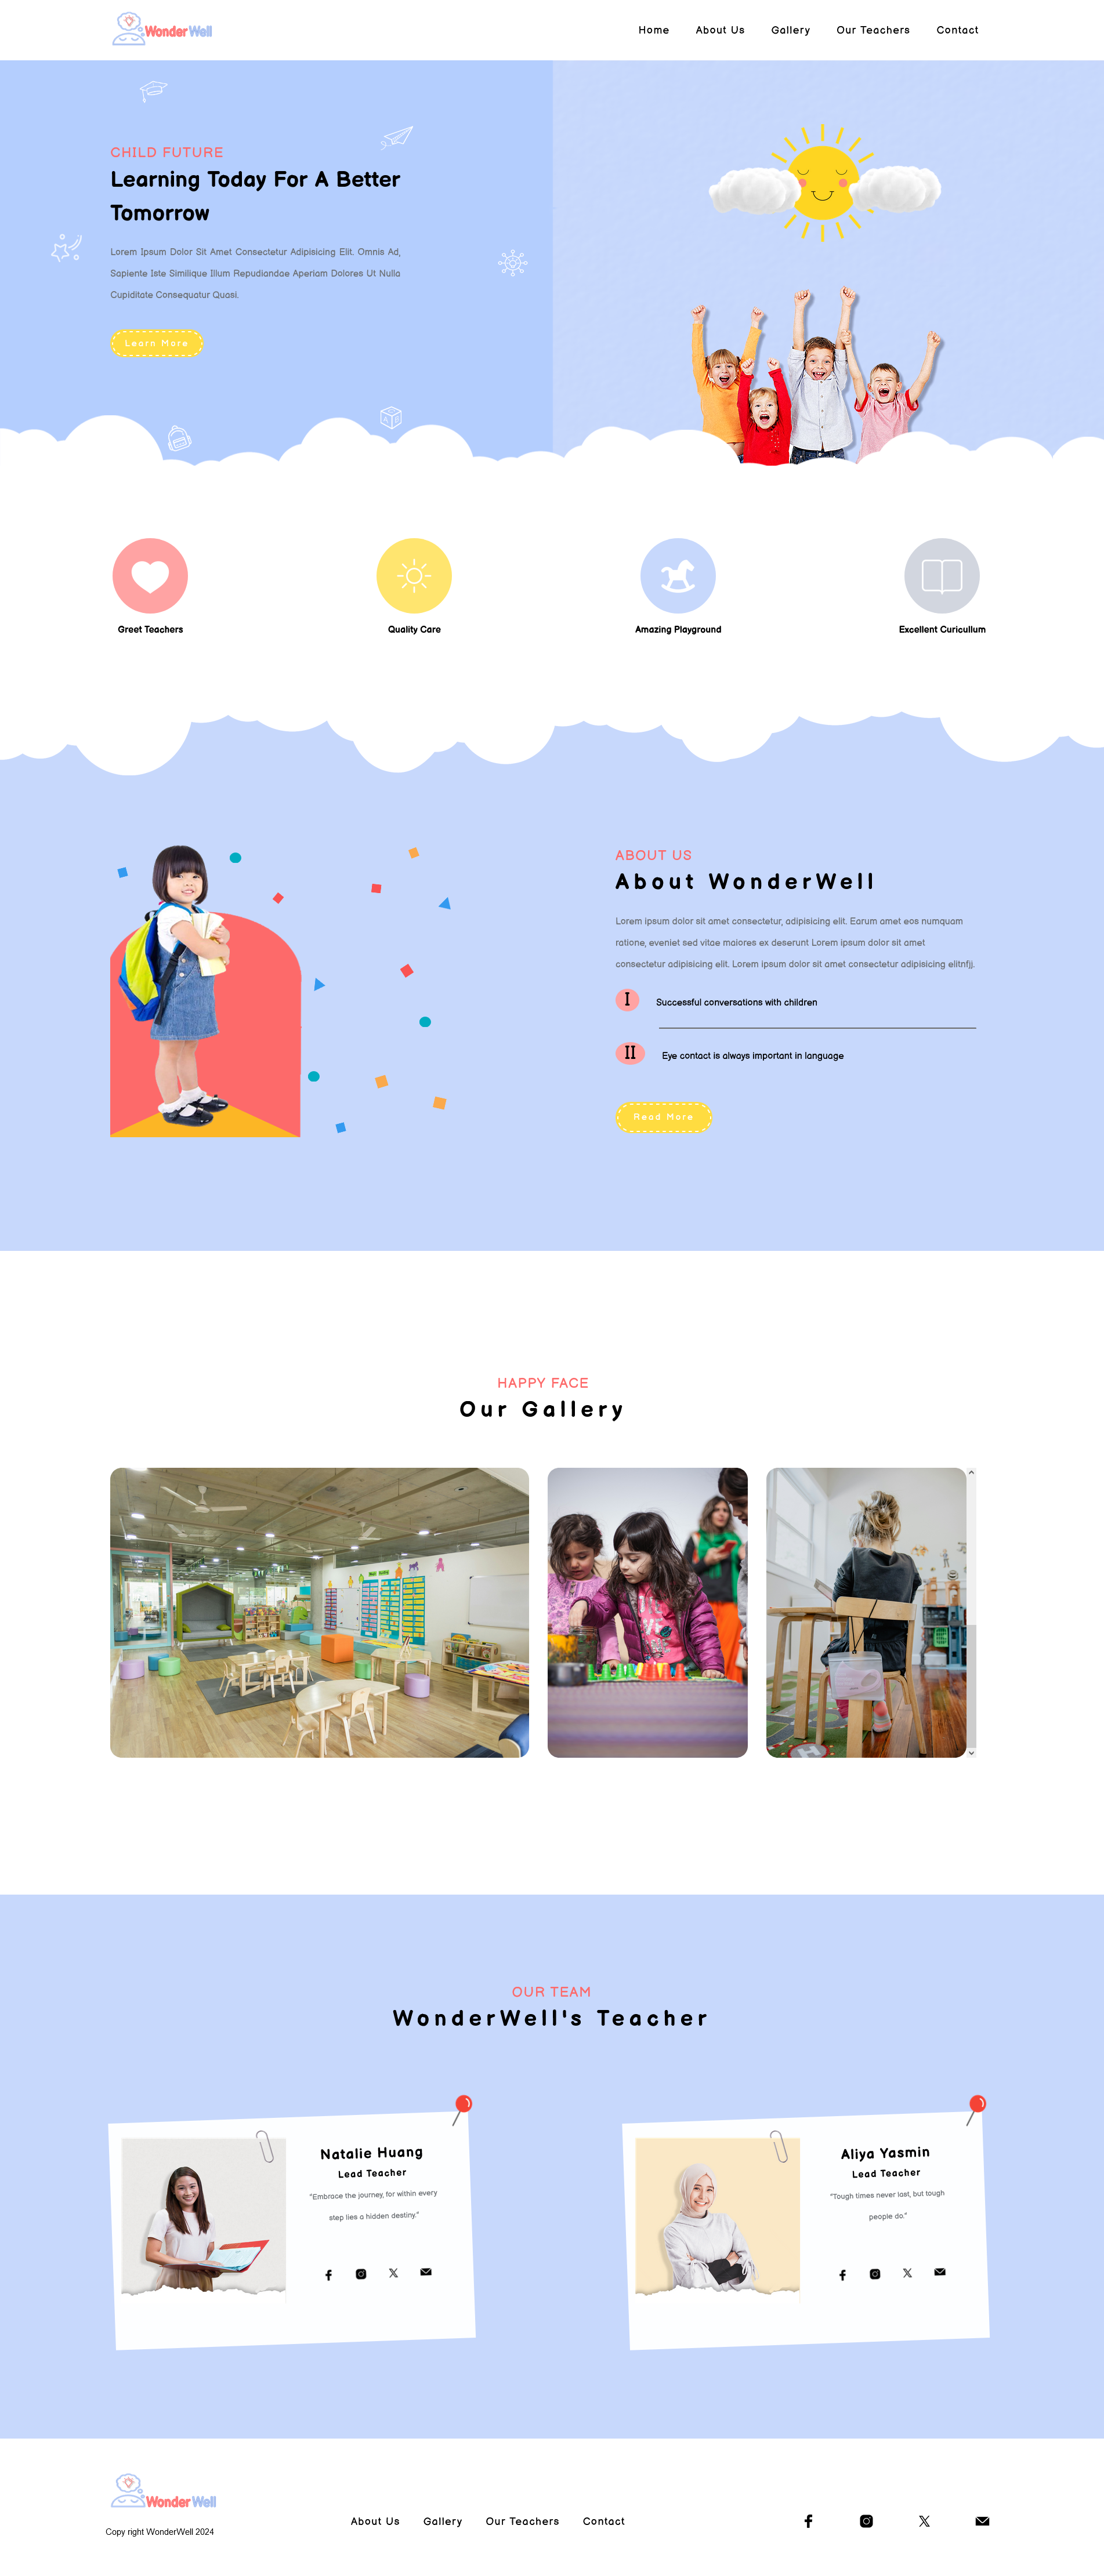 WonderWell
Home About Us Gallery Our Teachers Contact
CHILD FUTURE
Learning Today For A Better
Tomorrow
Lorem Ipsum Dolor Sit Amet Consectetur Adipisicing Elit. Omnis Ad,
Sapiente Iste Similique Illum Repudiandae Aperiam Dolores Ut Nulla
Cupiditate Consequatur Quasi.
Learn More
Greet Teachers
Quality Care
Amazing Playground
Excellent Curicullum
ABOUT US
About WonderWell
Lorem ipsum dolor sit amet consectetur, adipisicing elit. Earum amet eos numquam
ratione, eveniet sed vitae maiores ex deserunt Lorem ipsum dolor sit amet
consectetur adipisicing elit. Lorem ipsum dolor sit amet consectetur adipisicing elitnfjj.
I Successful conversations with children
II Eye contact is always important in language
Read More
HAPPY FACE
Our Gallery
OUR TEAM
WonderWell's Teacher
Natalie Huang
Lead Teacher
"Embrace the journey, for within every
step lies a hidden destiny."
Aliya Yasmin
Lead Teacher
"Tough times never last, but tough
people do."
WonderWell
Copy right WonderWell 2024
About Us Gallery Our Teachers Contact